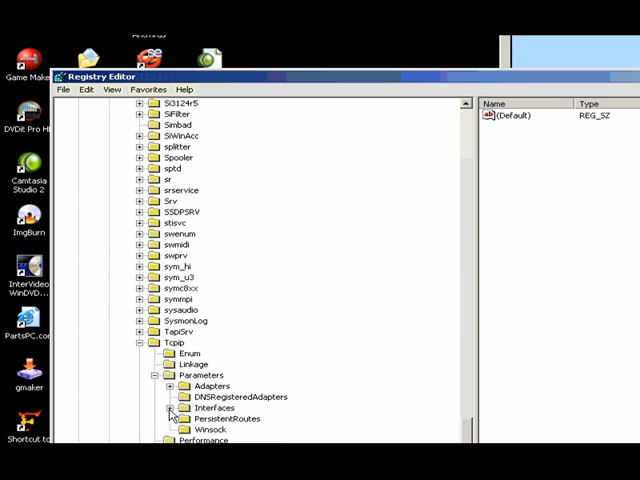 Registry Editor
File Edit View Favorites Help
Name Type
Si3124r5
(Default) REG_SZ
SiFilter
Simbad
SiWinAcc
splitter
Spooler
sptd
sr
srservice
Srv
SSDPSRV
stisvc
swenum
swmidi
swprv
sym_hi
sym_u3
symc8xx
symmpi
sysaudio
SysmonLog
TapiSrv
Tcpip
Enum
Linkage
Parameters
Adapters
DNSRegisteredAdapters
Interfaces
PersistentRoutes
Winsock
Performance
Game Make
DVDit Pro H
Camtasia
Studio 2
ImgBurn
InterVideo
WinDVD...
PartsPC.co
gmaker
Shortcut to